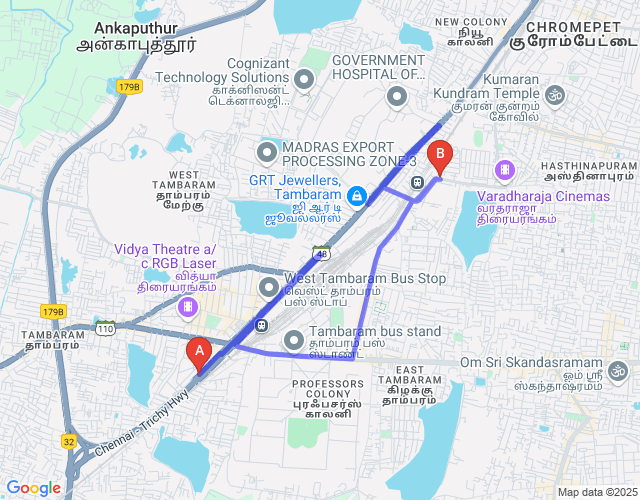 Ankaputhur
அன்காபுத்தூர்
NEW COLONY
நியூ
காலனி
CHROMEPET
குரோம்பேட்டை
Cognizant
Technology Solutions
காக்னிஸன்ட்
டெக்னாலஜி...
GOVERNMENT
HOSPITAL OF...
Kumaran
Kundram Temple
குமரன் குன்றம்
கோவில்
179B
MADRAS EXPORT
PROCESSING ZONE-3
B
HASTHINAPURAM
அஸ்தினாபுரம்
WEST
TAMBARAM
தாம்பரம்
மேற்கு
GRT Jewellers,
Tambaram
ஜி ஆர் டி
ஜூவல்லர்ஸ்
Varadharaja Cinemas
வரதராஜா
திரையரங்கம்
Vidya Theatre a/
c RGB Laser
வித்யா
திரையரங்கம்
48
West Tambaram Bus Stop
வெஸ்ட் தாம்பரம்
பஸ் ஸ்டாப்
179B
110
TAMBARAM
தாம்பரம்
Tambaram bus stand
தாம்பரம் பஸ்
ஸ்டாண்ட்
A
Om Sri Skandasramam
ஓம் ஸ்ரீ
ஸ்கந்தாஷ்ரமம்
PROFESSORS
COLONY
புரஃபசர்ஸ்
காலனி
EAST
TAMBARAM
கிழக்கு
தாம்பரம்
Chennai - Trichy Hwy
32
Google
Map data ©2025